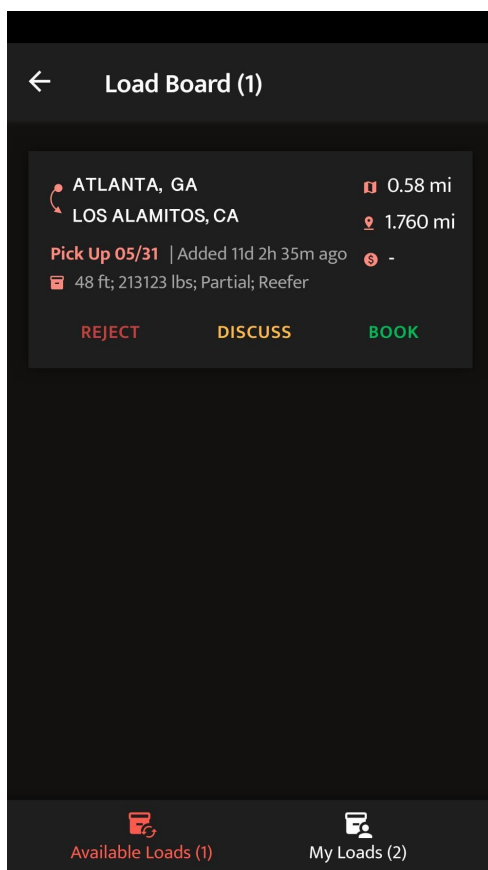 Load Board (1)
ATLANTA, GA
LOS ALAMITOS, CA
0.58 mi
1.760 mi
Pick Up 05/31 | Added 11d 2h 35m ago
-
48 ft; 213123 lbs; Partial; Reefer
REJECT DISCUSS BOOK
Available Loads (1) My Loads (2)